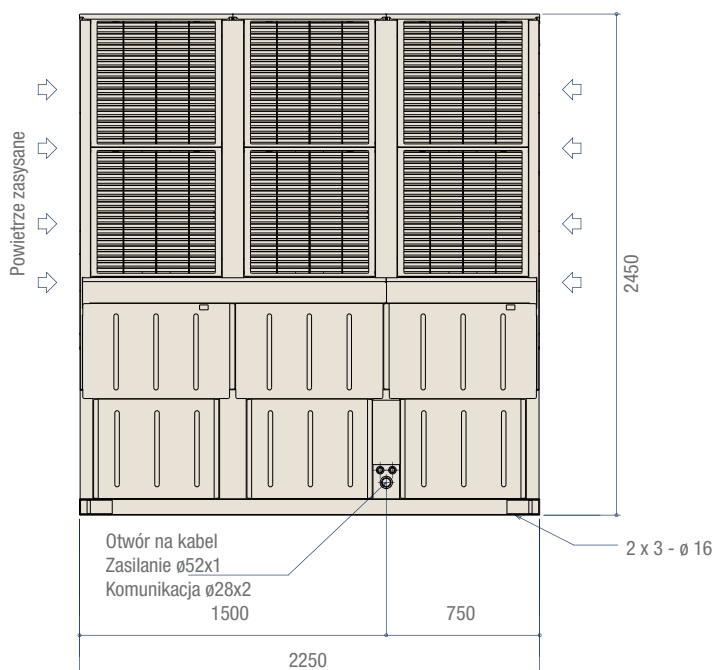 Powietrze zasysane
2450
Otwór na kabel
Zasilanie ø52x1
Komunikacja ø28x2
2 x 3 - ø 16
1500
750
2250